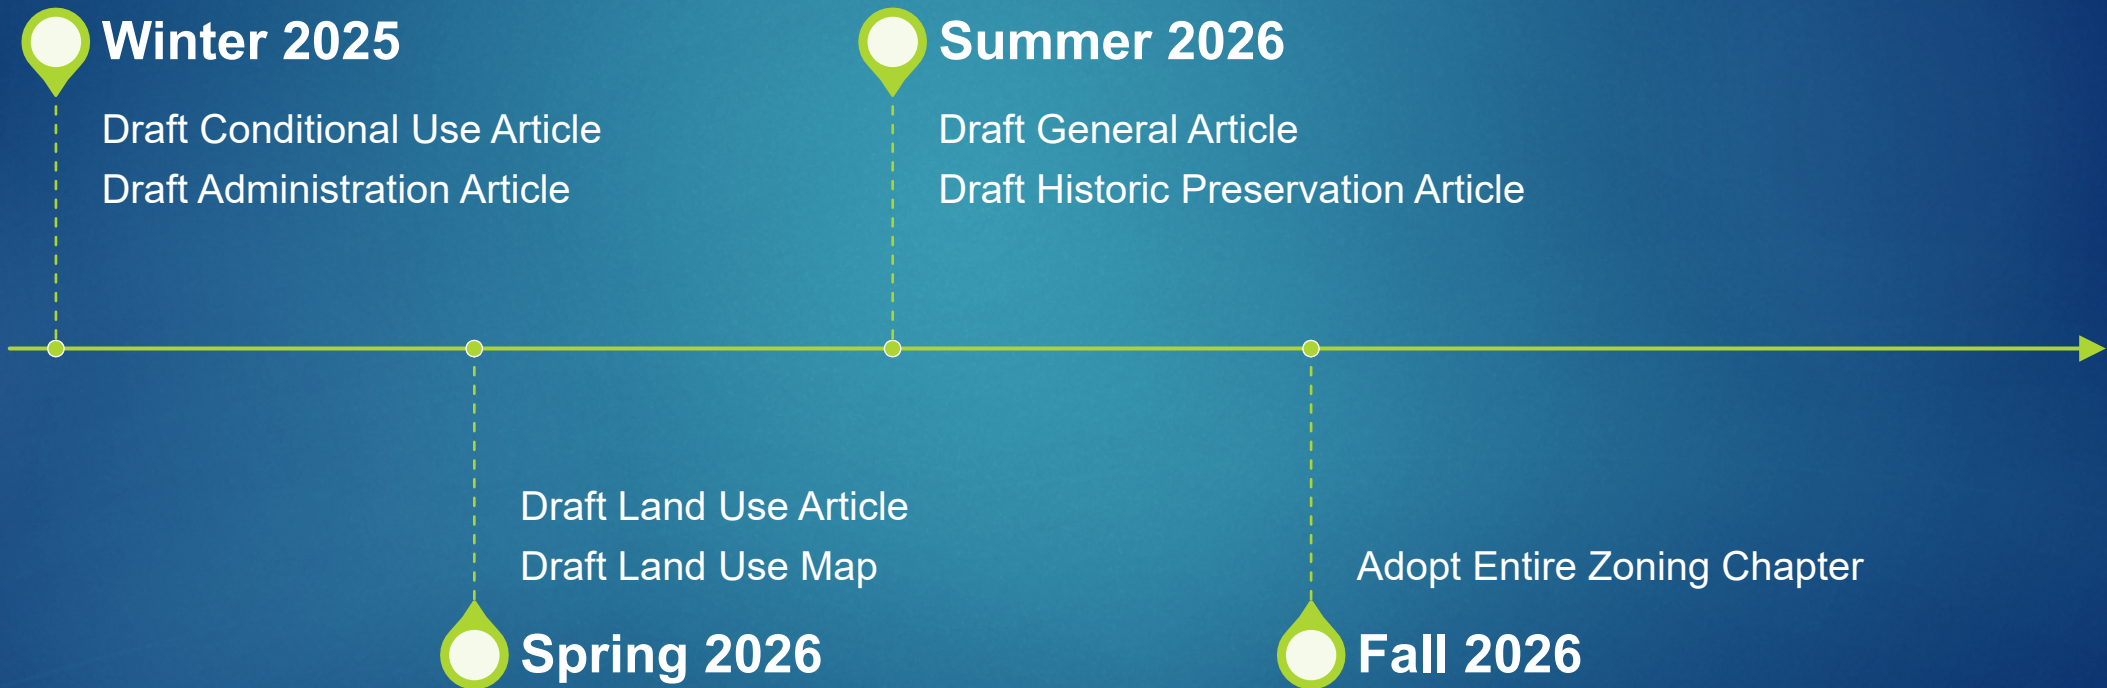 Winter 2025
Draft Conditional Use Article
Draft Administration Article
Summer 2026
Draft General Article
Draft Historic Preservation Article
Draft Land Use Article
Draft Land Use Map
Spring 2026
Adopt Entire Zoning Chapter
Fall 2026